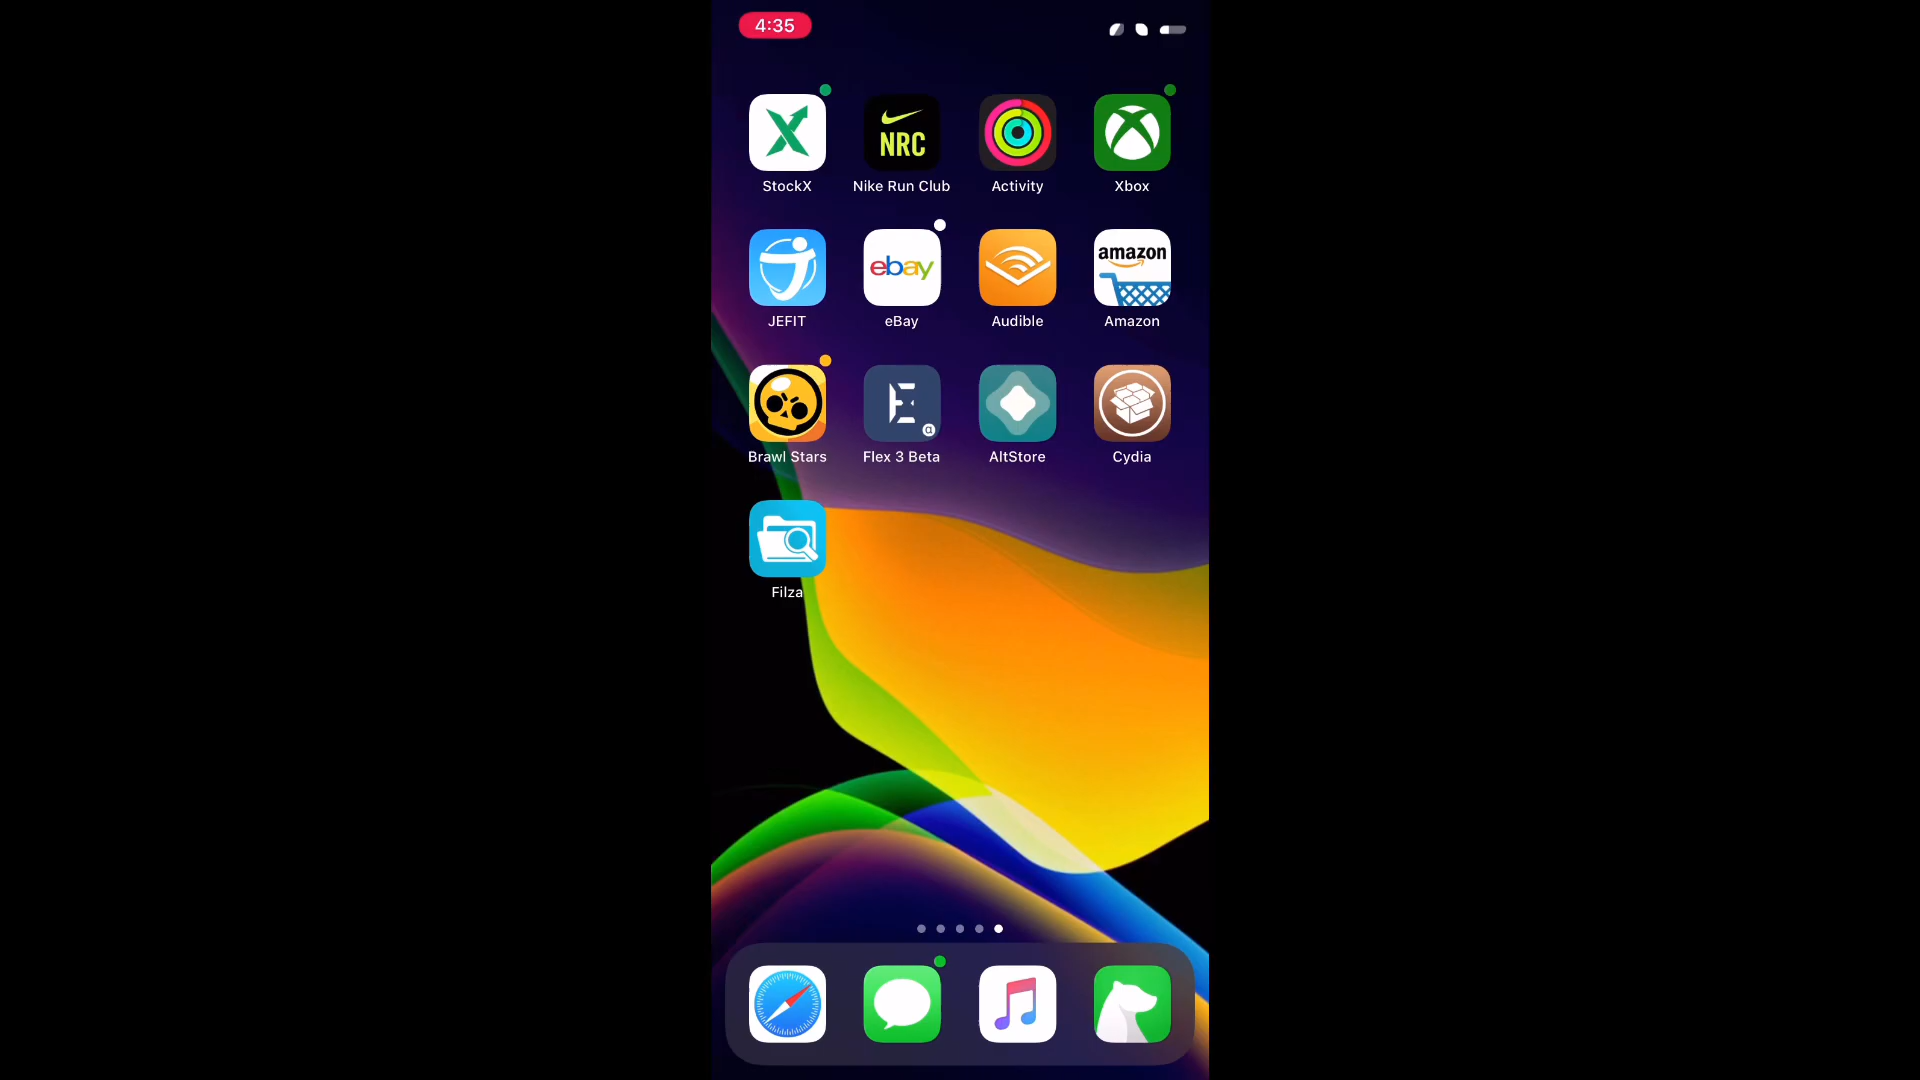 4:35
NRC
StockX
Nike Run Club
Activity
Xbox
ebay
amazon
JEFIT
eBay
Audible
Amazon
Brawl Stars
Flex 3 Beta
AltStore
Cydia
Filza